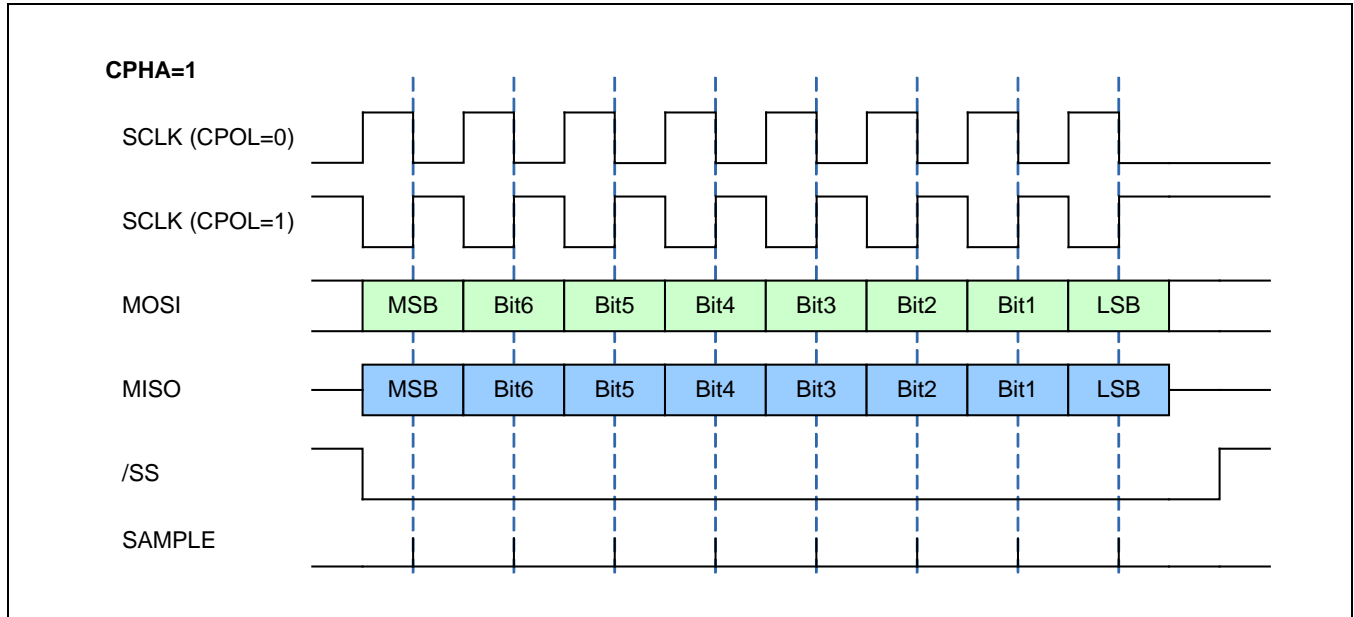 CPHA=1
SCLK (CPOL=0)
SCLK (CPOL=1)
MOSI MSB Bit6 Bit5 Bit4 Bit3 Bit2 Bit1 LSB
MISO MSB Bit6 Bit5 Bit4 Bit3 Bit2 Bit1 LSB
/SS
SAMPLE